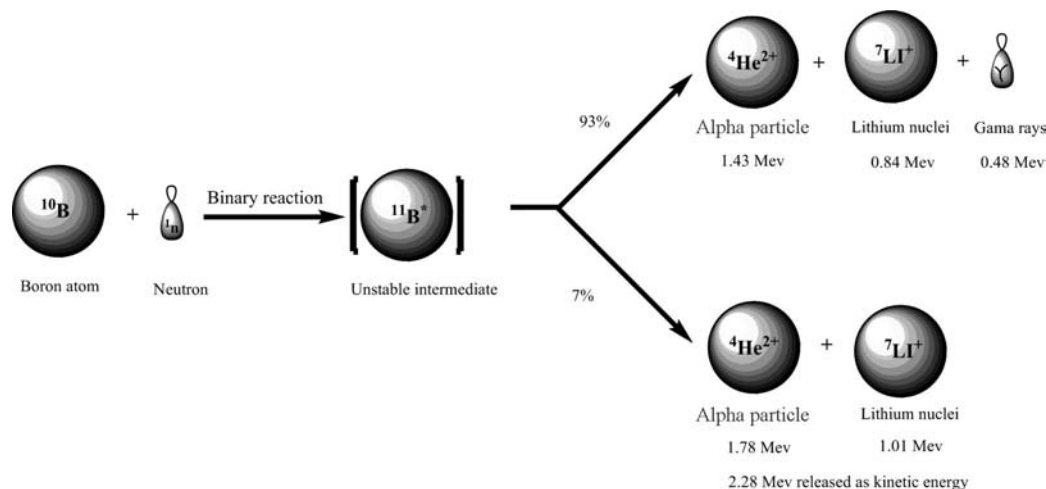 ⁴He²⁺ + ⁷LI⁺ + γ
Alpha particle Lithium nuclei Gama rays
1.43 Mev 0.84 Mev 0.48 Mev
93%
¹⁰B + ¹n Binary reaction [ ¹¹B* ]
Boron atom Neutron Unstable intermediate
7%
⁴He²⁺ + ⁷LI⁺
Alpha particle Lithium nuclei
1.78 Mev 1.01 Mev
2.28 Mev released as kinetic energy